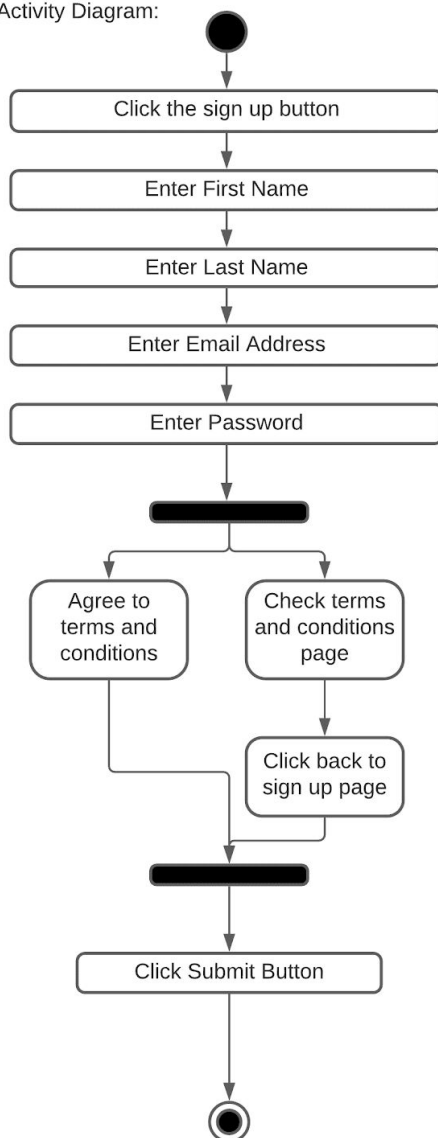 Activity Diagram:
Click the sign up button
Enter First Name
Enter Last Name
Enter Email Address
Enter Password
Agree to
terms and
conditions
Check terms
and conditions
page
Click back to
sign up page
Click Submit Button